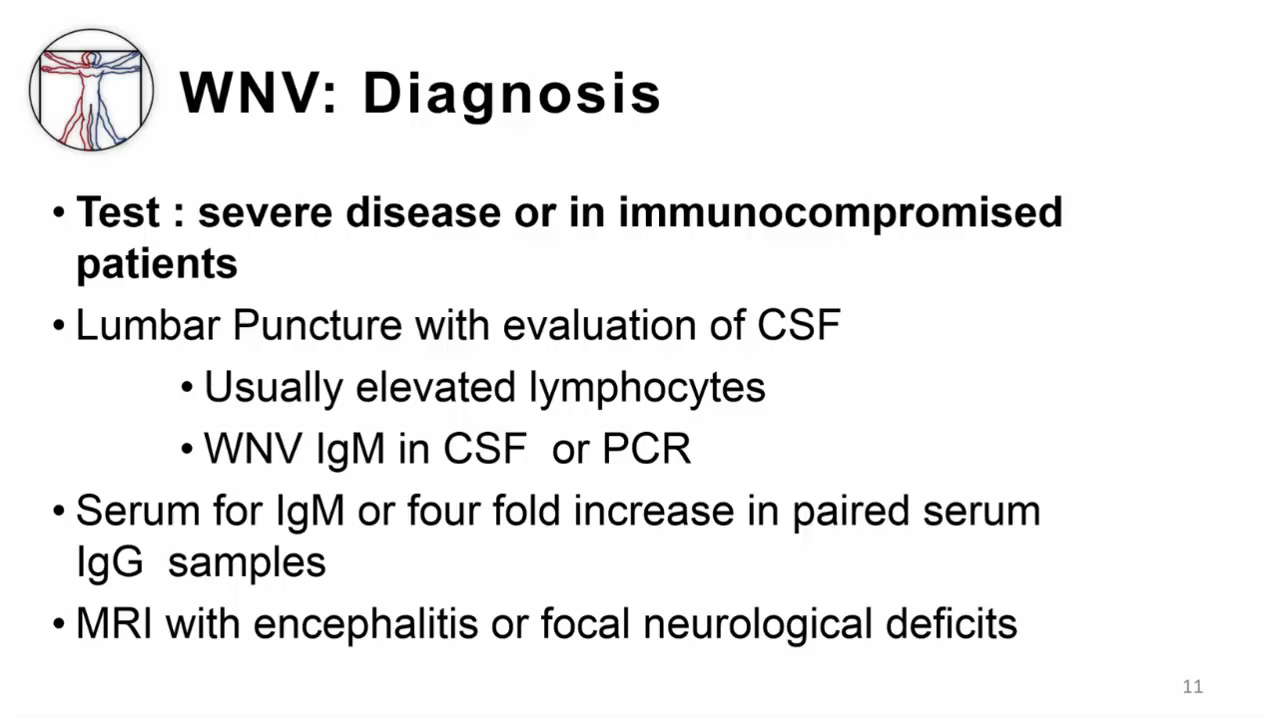 WNV: Diagnosis
• Test : severe disease or in immunocompromised
patients
• Lumbar Puncture with evaluation of CSF
• Usually elevated lymphocytes
• WNV IgM in CSF  or PCR
• Serum for IgM or four fold increase in paired serum
IgG  samples
• MRI with encephalitis or focal neurological deficits
11